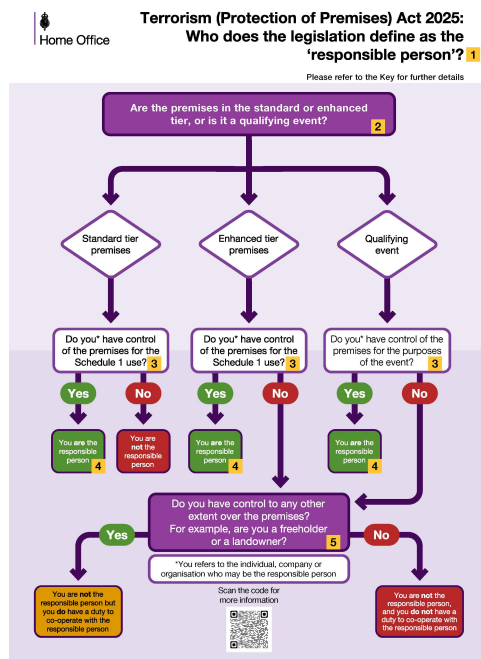 Home Office
Terrorism (Protection of Premises) Act 2025:
Who does the legislation define as the
‘responsible person’? 1
Please refer to the Key for further details
Are the premises in the standard or enhanced
tier, or is it a qualifying event?
2
Standard tier
premises
Enhanced tier
premises
Qualifying
event
Do you* have control
of the premises for the
Schedule 1 use? 3
Do you* have control
of the premises for the
Schedule 1 use? 3
Do you* have control of the
premises for the purposes
of the event? 3
Yes
No
Yes
No
Yes
No
You are the
responsible
person 4
You are
not the
responsible
person
You are the
responsible
person 4
You are the
responsible
person 4
Do you have control to any other
extent over the premises?
For example, are you a freeholder
or a landowner? 5
Yes
No
*You refers to the individual, company or
organisation who may be the responsible person
Scan the code for
more information
You are not the
responsible person but
you do have a duty to
co-operate with the
responsible person
You are not the
responsible person,
and you do not have a
duty to co-operate with
the responsible person